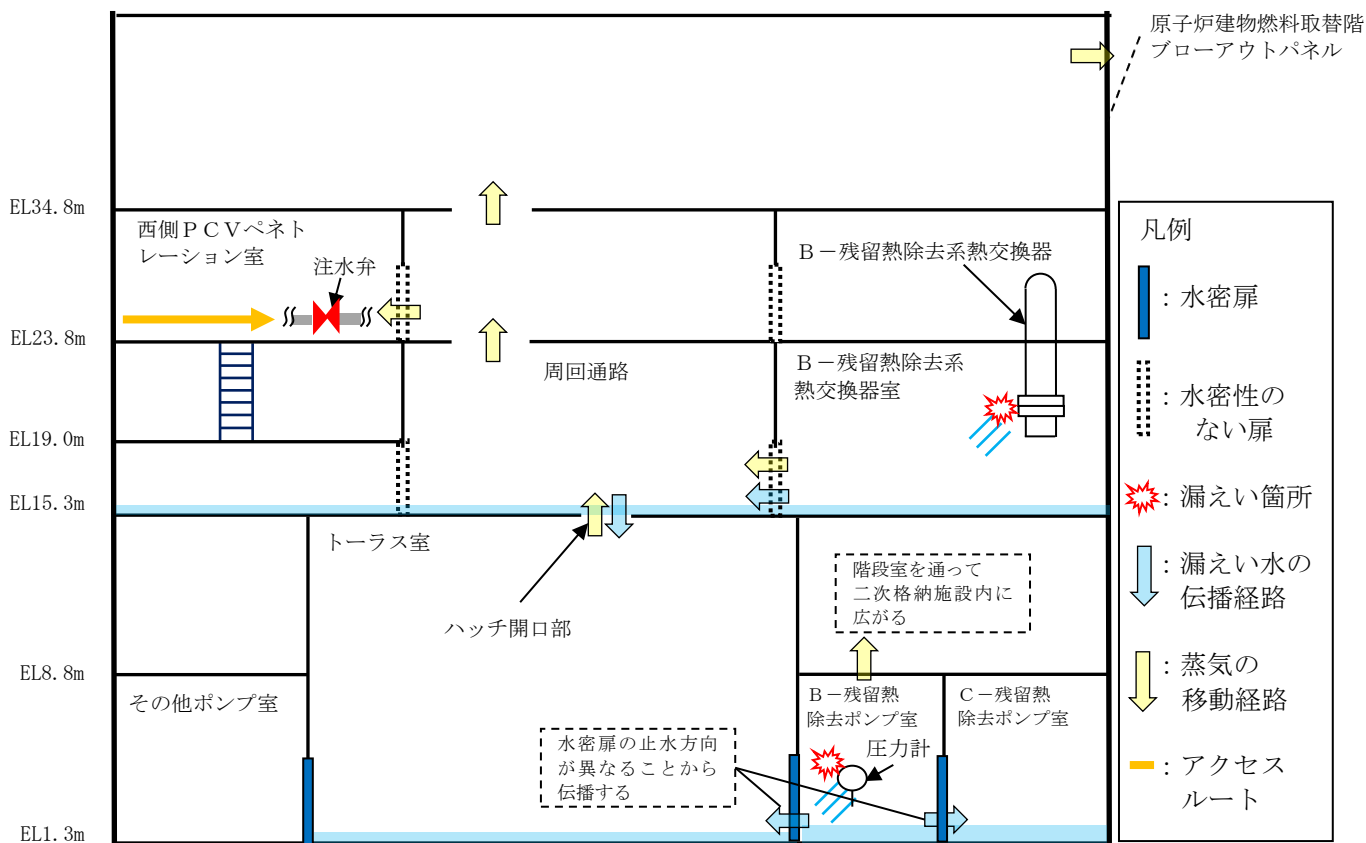 原子炉建物燃料取替階
ブローアウトパネル
EL34.8m
西側PCVペネト
レーション室
注水弁
B-残留熱除去系熱交換器
EL23.8m
周回通路
B-残留熱除去系
熱交換器室
EL19.0m
EL15.3m
トーラス室
ハッチ開口部
階段室を通って
二次格納施設内に
広がる
EL8.8m
その他ポンプ室
B-残留熱
除去ポンプ室
C-残留熱
除去ポンプ室
水密扉の止水方向
が異なることから
伝播する
圧力計
EL1.3m
凡例
:水密扉
:水密性の
ない扉
:漏えい箇所
:漏えい水の
伝播経路
:蒸気の
移動経路
:アクセス
ルート